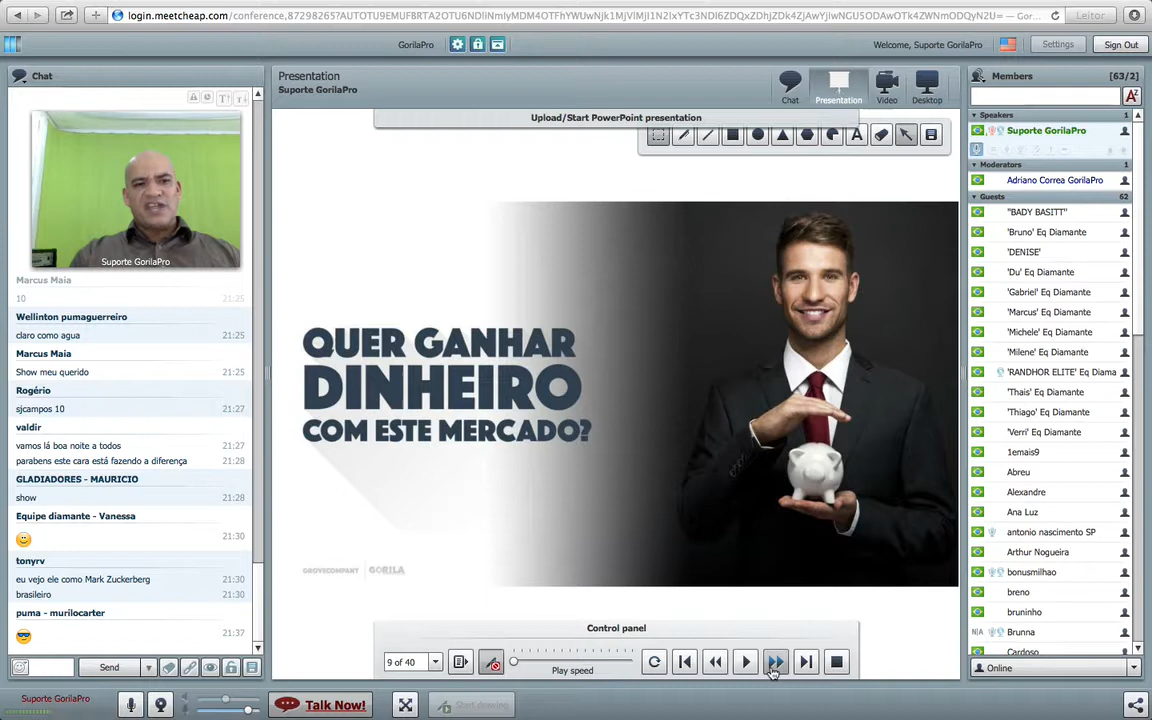 login.meetcheap.com/conference,87298265?AUTOTU9EMUFBRTA2OTU6NDliNmIyMDM4OTFhYWUwNjk1MjVlMjI1N2IxYTc3NDI6ZDQxZDhjZDk4ZjAwYjIwNGU5ODAwOTk4ZWNmODQyN2U= — Gor...
Leitor
GorilaPro
Welcome, Suporte GorilaPro
Settings
Sign Out
Chat
Suporte GorilaPro
Marcus Maia
10 21:25
Wellinton pumaguerreiro
claro como agua 21:25
Marcus Maia
Show meu querido 21:25
Rogério
sjcampos 10 21:27
valdir
vamos lá boa noite a todos 21:27
parabens este cara está fazendo a diferença 21:28
GLADIADORES - MAURICIO
show 21:28
Equipe diamante - Vanessa
21:30
tonyrv
eu vejo ele como Mark Zuckerberg 21:30
brasileiro 21:30
puma - murilocarter
21:37
Send
Presentation
Suporte GorilaPro
Chat
Presentation
Video
Desktop
Upload/Start PowerPoint presentation
QUER GANHAR
DINHEIRO
COM ESTE MERCADO?
GORILA
Control panel
9 of 40
Play speed
Members [63/2]
Speakers 1
Suporte GorilaPro
Moderators 1
Adriano Correa GorilaPro
Guests 62
"BADY BASITT"
'Bruno' Eq Diamante
'DENISE'
'Du' Eq Diamante
'Gabriel' Eq Diamante
'Marcus' Eq Diamante
'Michele' Eq Diamante
'Milene' Eq Diamante
'RANDHOR ELITE' Eq Diama
'Thais' Eq Diamante
'Thiago' Eq Diamante
'Verri' Eq Diamante
1emais9
Abreu
Alexandre
Ana Luz
antonio nascimento SP
Arthur Nogueira
bonusmilhao
breno
bruninho
N/A Brunna
Cardoso
Online
Suporte GorilaPro
Talk Now!
Start drawing